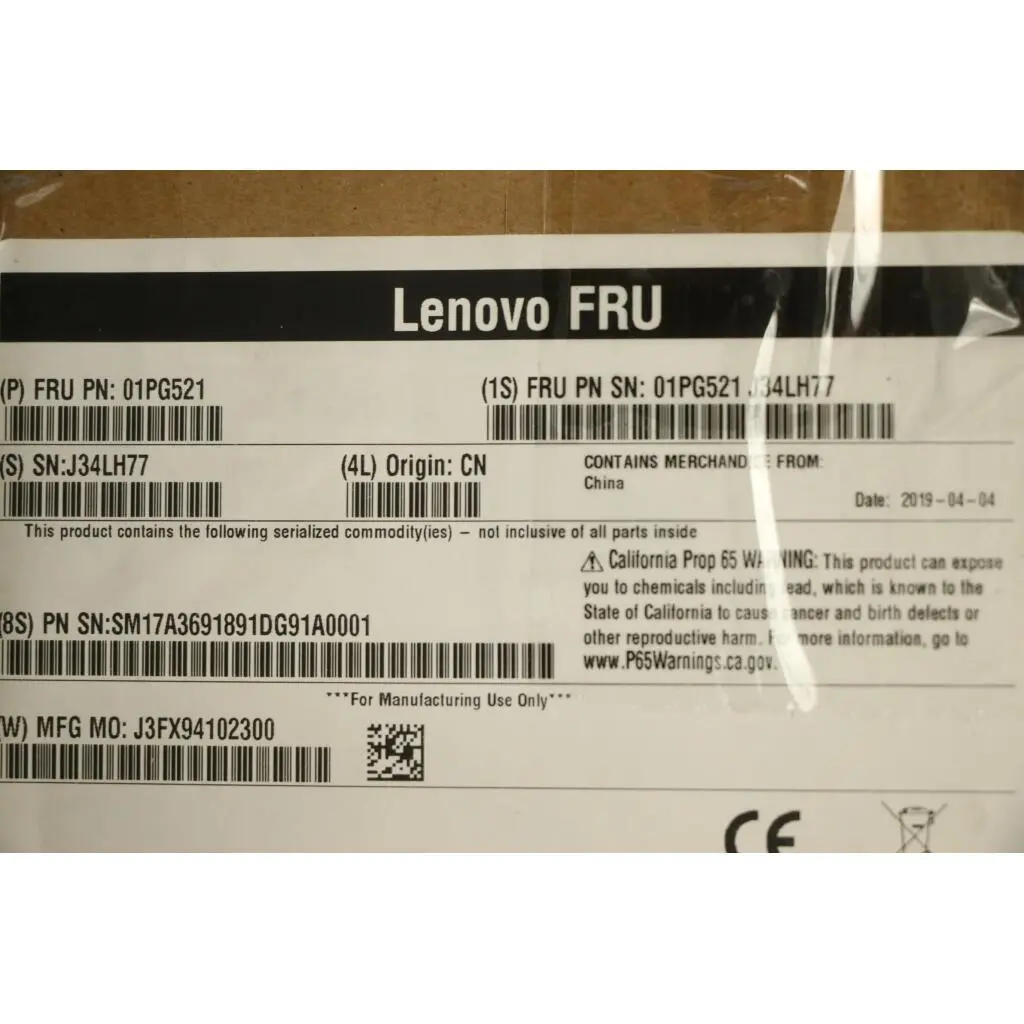 Lenovo FRU
(P) FRU PN: 01PG521
(1S) FRU PN SN: 01PG521 J34LH77
(S) SN:J34LH77
(4L) Origin: CN
CONTAINS MERCHANDISE FROM:
China
Date: 2019-04-04
This product contains the following serialized commodity(ies) – not inclusive of all parts inside
⚠ California Prop 65 WARNING: This product can expose
you to chemicals including lead, which is known to the
State of California to cause cancer and birth defects or
other reproductive harm. For more information, go to
www.P65Warnings.ca.gov.
(8S) PN SN:SM17A3691891DG91A0001
***For Manufacturing Use Only***
(W) MFG MO: J3FX94102300
CE